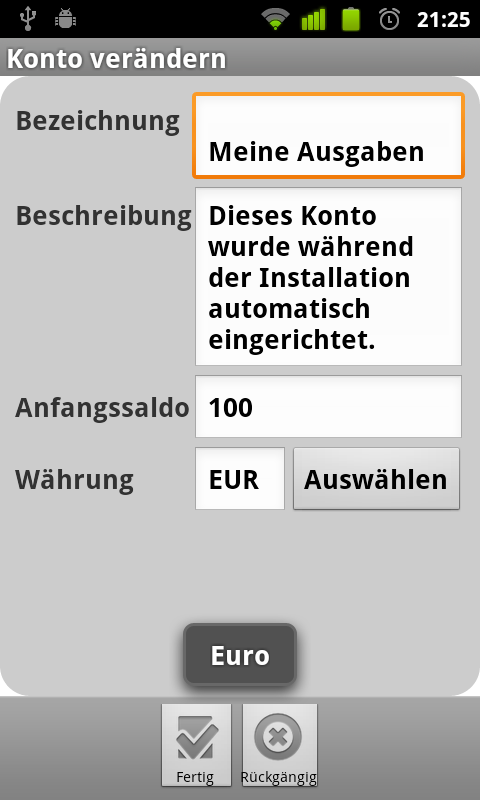 21:25
Konto verändern
Bezeichnung
Meine Ausgaben
Beschreibung
Dieses Konto
wurde während
der Installation
automatisch
eingerichtet.
Anfangssaldo
100
Währung
EUR
Auswählen
Euro
Fertig
Rückgängig